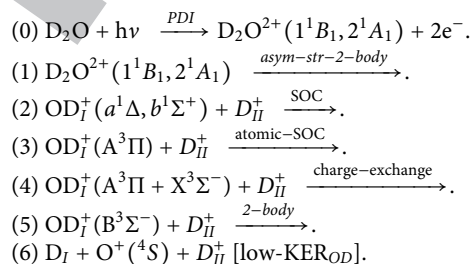 (0) D₂O + hν —PDI→ D₂O²⁺(1¹B₁, 2¹A₁) + 2e⁻.
(1) D₂O²⁺(1¹B₁, 2¹A₁) —asym−str−2−body→.
(2) OD_I⁺(a¹Δ, b¹Σ⁺) + D_II⁺ —SOC→.
(3) OD_I⁺(A³Π) + D_II⁺ —atomic−SOC→.
(4) OD_I⁺(A³Π + X³Σ⁻) + D_II⁺ —charge−exchange→.
(5) OD_I⁺(B³Σ⁻) + D_II⁺ —2−body→.
(6) D_I + O⁺(⁴S) + D_II⁺ [low-KER_OD].